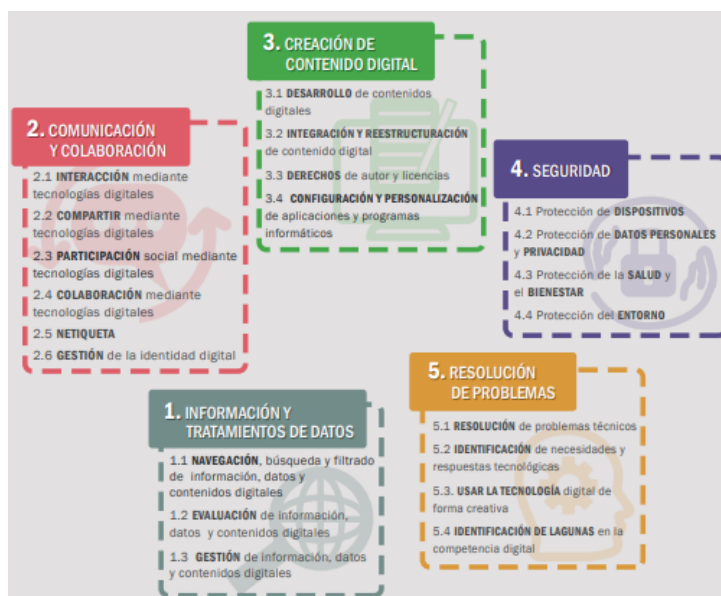 3. CREACIÓN DE
CONTENIDO DIGITAL
3.1 DESARROLLO de contenidos
digitales
3.2 INTEGRACIÓN Y REESTRUCTURACIÓN
de contenido digital
3.3 DERECHOS de autor y licencias
3.4 CONFIGURACIÓN Y PERSONALIZACIÓN
de aplicaciones y programas
informáticos
2. COMUNICACIÓN
Y COLABORACIÓN
2.1 INTERACCIÓN mediante
tecnologías digitales
2.2 COMPARTIR mediante
tecnologías digitales
2.3 PARTICIPACIÓN social mediante
tecnologías digitales
2.4 COLABORACIÓN mediante
tecnologías digitales
2.5 NETIQUETA
2.6 GESTIÓN de la identidad digital
4. SEGURIDAD
4.1 Protección de DISPOSITIVOS
4.2 Protección de DATOS PERSONALES
y PRIVACIDAD
4.3 Protección de la SALUD y
el BIENESTAR
4.4 Protección del ENTORNO
1. INFORMACIÓN Y
TRATAMIENTOS DE DATOS
1.1 NAVEGACIÓN, búsqueda y filtrado
de información, datos y
contenidos digitales
1.2 EVALUACIÓN de información,
datos y contenidos digitales
1.3 GESTIÓN de información, datos
y contenidos digitales
5. RESOLUCIÓN
DE PROBLEMAS
5.1 RESOLUCIÓN de problemas técnicos
5.2 IDENTIFICACIÓN de necesidades y
respuestas tecnológicas
5.3. USAR LA TECNOLOGÍA digital de
forma creativa
5.4 IDENTIFICACIÓN DE LAGUNAS en la
competencia digital